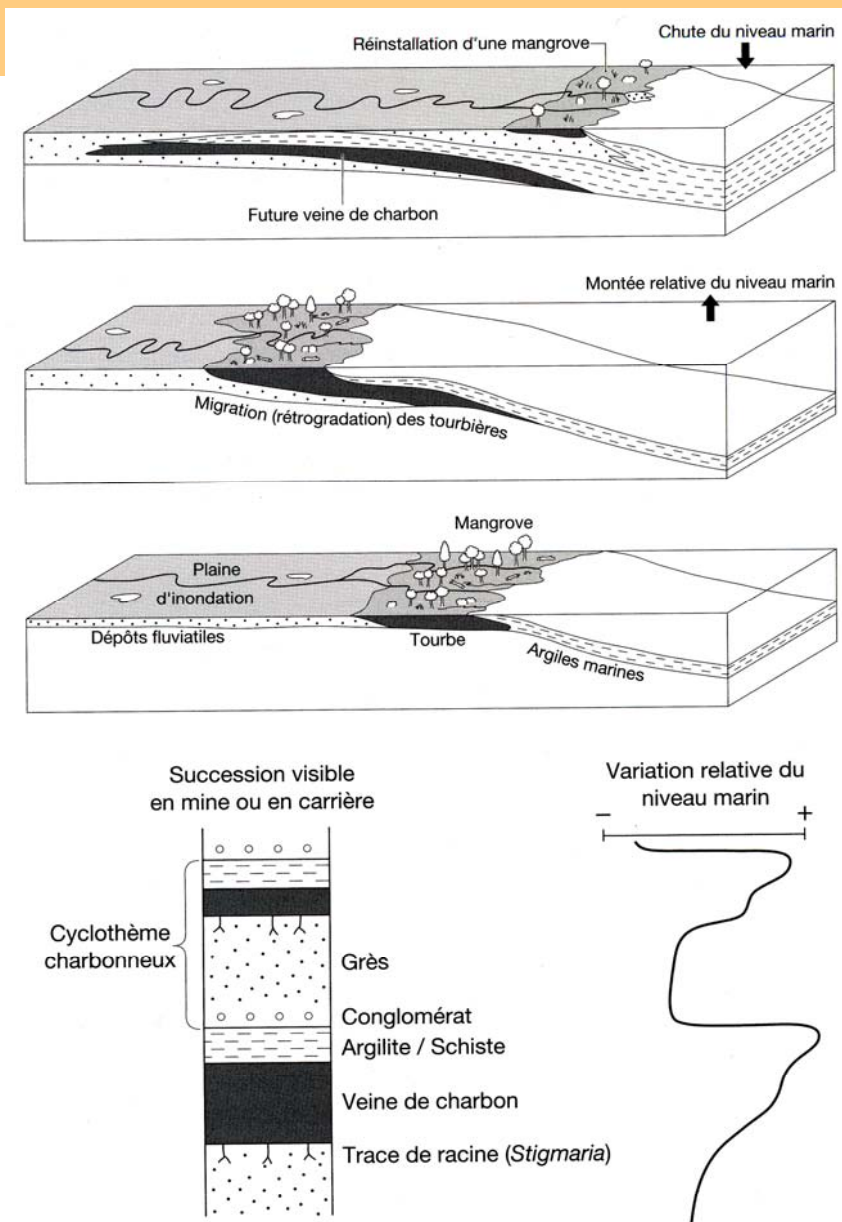 Chute du niveau marin
Réinstallation d'une mangrove
Future veine de charbon
Montée relative du niveau marin
Migration (rétrogradation) des tourbières
Mangrove
Plaine
d'inondation
Dépôts fluviatiles
Tourbe
Argiles marines
Succession visible
en mine ou en carrière
Variation relative du
niveau marin
– +
Cyclothème
charbonneux
Grès
Conglomérat
Argilite / Schiste
Veine de charbon
Trace de racine (Stigmaria)